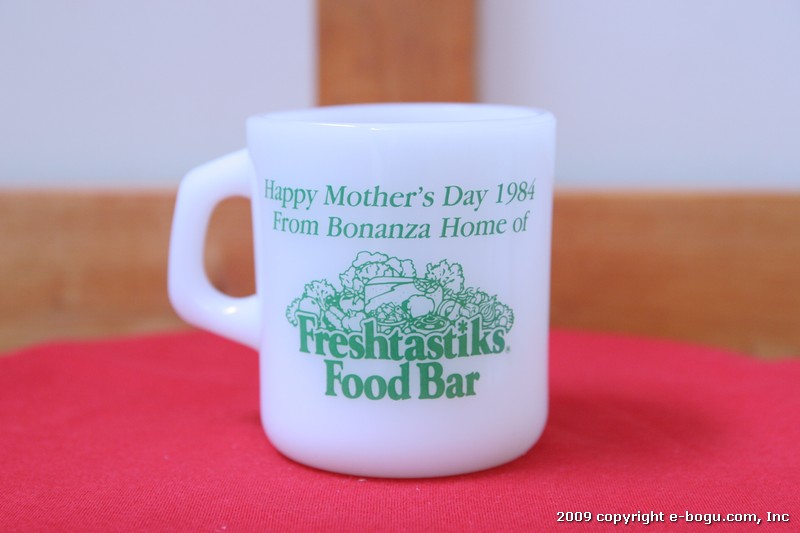 Happy Mother's Day 1984
From Bonanza Home of
Freshtastiks®
Food Bar
2009 copyright e-bogu.com, Inc